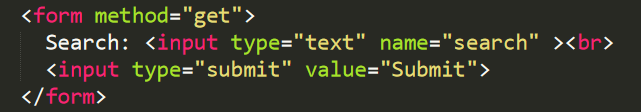 <form method="get">
Search: <input type="text" name="search" ><br>
<input type="submit" value="Submit">
</form>